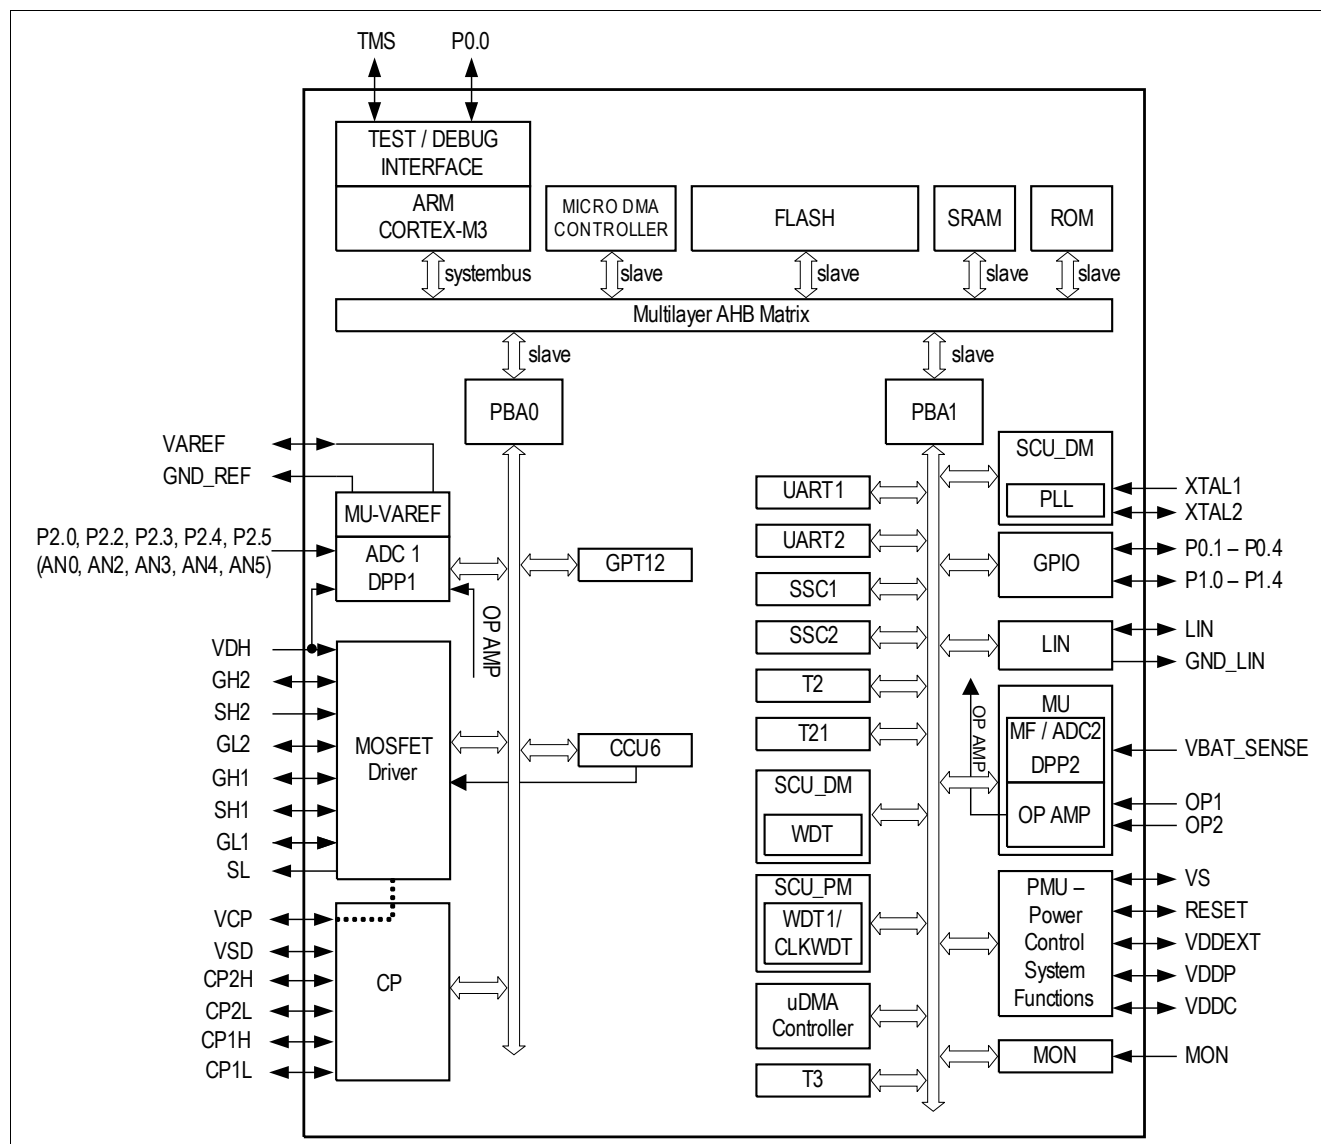 TMS
P0.0
TEST / DEBUG
INTERFACE
ARM
CORTEX-M3
MICRO DMA
CONTROLLER
FLASH
SRAM
ROM
systembus
slave
slave
slave
slave
Multilayer AHB Matrix
slave
slave
PBA0
PBA1
VAREF
GND_REF
MU-VAREF
P2.0, P2.2, P2.3, P2.4, P2.5
(AN0, AN2, AN3, AN4, AN5)
ADC 1
DPP1
GPT12
OP AMP
VDH
GH2
SH2
GL2
GH1
SH1
GL1
SL
MOSFET
Driver
CCU6
VCP
VSD
CP2H
CP2L
CP1H
CP1L
CP
UART1
UART2
SSC1
SSC2
T2
T21
SCU_DM
WDT
SCU_PM
WDT1/
CLKWDT
uDMA
Controller
T3
SCU_DM
PLL
XTAL1
XTAL2
GPIO
P0.1 – P0.4
P1.0 – P1.4
LIN
LIN
GND_LIN
OP AMP
MU
MF / ADC2
DPP2
OP AMP
VBAT_SENSE
OP1
OP2
PMU –
Power
Control
System
Functions
VS
RESET
VDDEXT
VDDP
VDDC
MON
MON